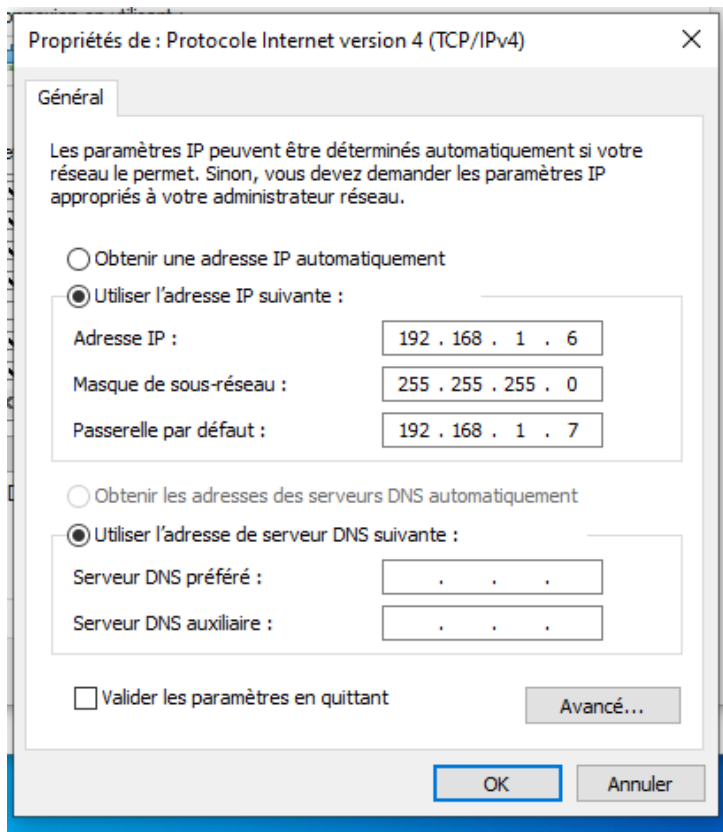 Propriétés de : Protocole Internet version 4 (TCP/IPv4)
Général
Les paramètres IP peuvent être déterminés automatiquement si votre
réseau le permet. Sinon, vous devez demander les paramètres IP
appropriés à votre administrateur réseau.
Obtenir une adresse IP automatiquement
Utiliser l'adresse IP suivante :
Adresse IP : 192 . 168 . 1 . 6
Masque de sous-réseau : 255 . 255 . 255 . 0
Passerelle par défaut : 192 . 168 . 1 . 7
Obtenir les adresses des serveurs DNS automatiquement
Utiliser l'adresse de serveur DNS suivante :
Serveur DNS préféré : . . .
Serveur DNS auxiliaire : . . .
Valider les paramètres en quittant
Avancé...
OK Annuler